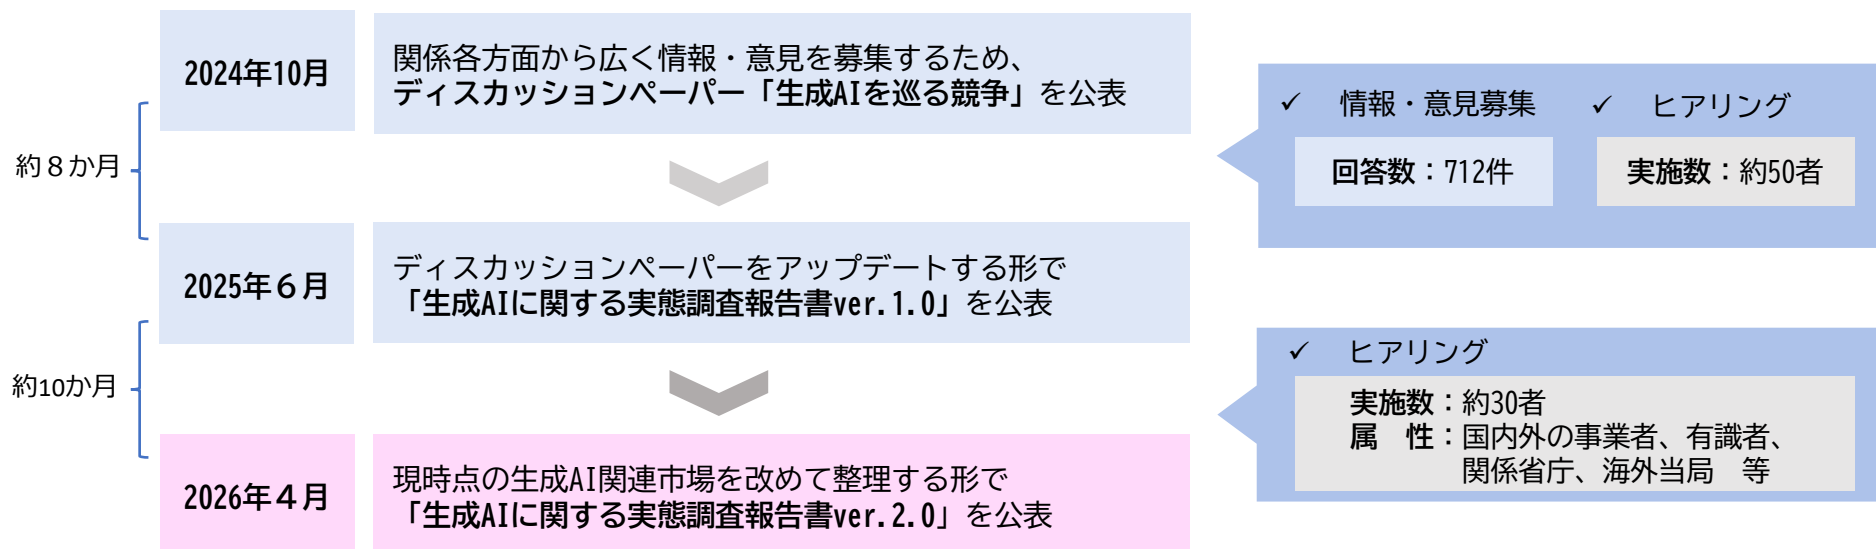 2024年10月
関係各方面から広く情報・意見を募集するため、
ディスカッションペーパー「生成AIを巡る競争」を公表
約８か月
✓ 情報・意見募集
回答数：712件
✓ ヒアリング
実施数：約50者
2025年６月
ディスカッションペーパーをアップデートする形で
「生成AIに関する実態調査報告書ver.1.0」を公表
約10か月
✓ ヒアリング
実施数：約30者
属　性：国内外の事業者、有識者、
関係省庁、海外当局　等
2026年４月
現時点の生成AI関連市場を改めて整理する形で
「生成AIに関する実態調査報告書ver.2.0」を公表